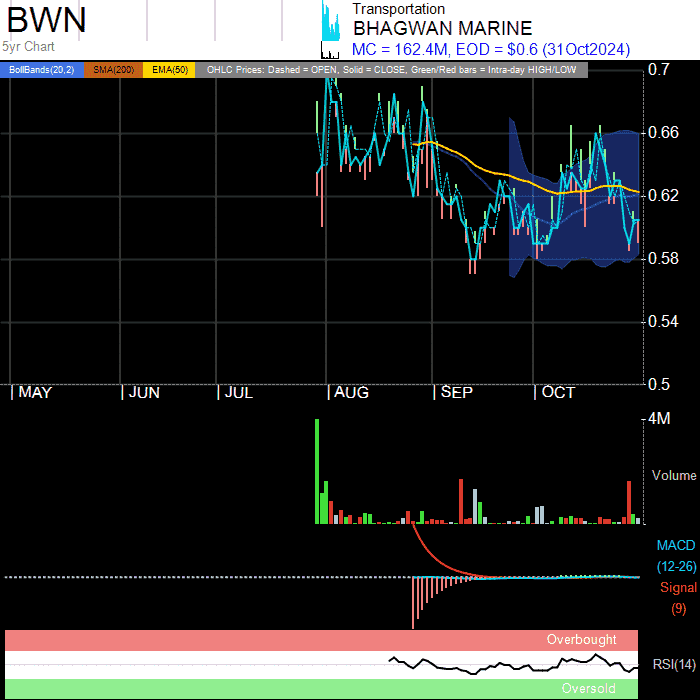 BWN
5yr Chart
Transportation
BHAGWAN MARINE
MC = 162.4M, EOD = $0.6 (31Oct2024)
BollBands(20,2) SMA(200) EMA(50) OHLC Prices: Dashed = OPEN, Solid = CLOSE, Green/Red bars = Intra-day HIGH/LOW
0.7
0.66
0.62
0.58
0.54
0.5
MAY JUN JUL AUG SEP OCT
4M
Volume
MACD
(12-26)
Signal
(9)
Overbought
RSI(14)
Oversold